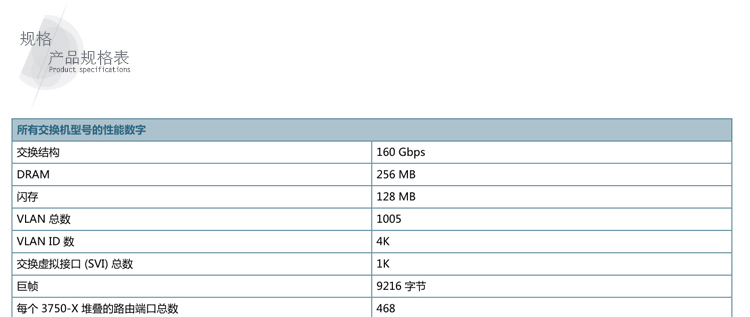 规格
产品规格表
Product specifications
所有交换机型号的性能数字
交换结构 160 Gbps
DRAM 256 MB
闪存 128 MB
VLAN 总数 1005
VLAN ID 数 4K
交换虚拟接口 (SVI) 总数 1K
巨帧 9216 字节
每个 3750-X 堆叠的路由端口总数 468